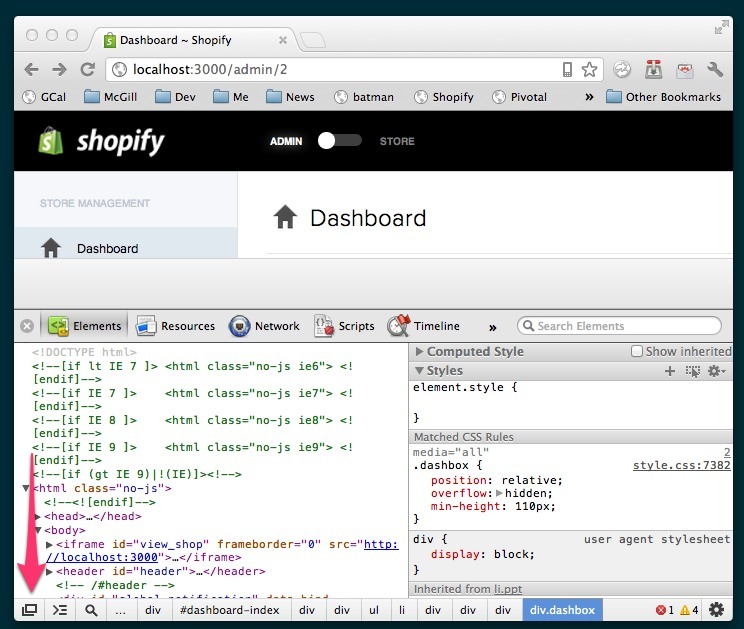 Dashboard ~ Shopify
localhost:3000/admin/2
GCal McGill Dev Me News batman Shopify Pivotal » Other Bookmarks
shopify ADMIN STORE
STORE MANAGEMENT
Dashboard
Dashboard
Elements Resources Network Scripts Timeline » Search Elements
<!DOCTYPE html>
<!--[if lt IE 7 ]> <html class="no-js ie6"> <!
[endif]-->
<!--[if IE 7 ]> <html class="no-js ie7"> <!
[endif]-->
<!--[if IE 8 ]> <html class="no-js ie8"> <!
[endif]-->
<!--[if IE 9 ]> <html class="no-js ie9"> <!
[endif]-->
<!--[if (gt IE 9)|!(IE)]><!-->
<html class="no-js">
<!--<![endif]-->
<head>…</head>
<body>
<iframe id="view_shop" frameborder="0" src="http:
//localhost:3000">…</iframe>
<header id="header">…</header>
<!-- /#header -->
Computed Style Show inherited
Styles
element.style {
}
Matched CSS Rules
media="all" 2
.dashbox { style.css:7382
position: relative;
overflow: hidden;
min-height: 110px;
}
div { user agent stylesheet
display: block;
}
Inherited from li.ppt
... div #dashboard-index div div ul li div div div.dashbox 1 4